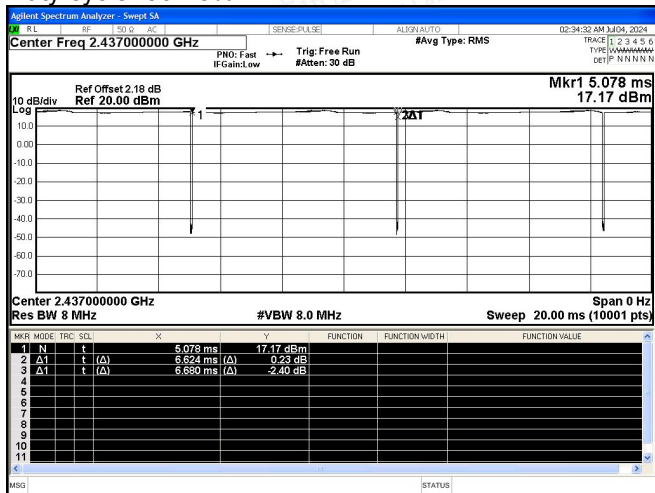 Agilent Spectrum Analyzer - Swept SA
RL RF 50 Ω AC SENSE:PULSE ALIGN AUTO 02:34:32 AM Jul 04, 2024
Center Freq 2.437000000 GHz #Avg Type: RMS TRACE 1 2 3 4 5 6
PNO: Fast Trig: Free Run TYPE
IFGain:Low #Atten: 30 dB DET P N N N N N
Ref Offset 2.18 dB Mkr1 5.078 ms
10 dB/div Ref 20.00 dBm 17.17 dBm
Log
1 2Δ1
10.0
0.00
-10.0
-20.0
-30.0
-40.0
-50.0
-60.0
-70.0
Center 2.437000000 GHz Span 0 Hz
Res BW 8 MHz #VBW 8.0 MHz Sweep 20.00 ms (10001 pts)
MKR MODE TRC SCL X Y FUNCTION FUNCTION WIDTH FUNCTION VALUE
1 N t 5.078 ms 17.17 dBm
2 Δ1 t (Δ) 6.624 ms (Δ) 0.23 dB
3 Δ1 t (Δ) 6.680 ms (Δ) -2.40 dB
4
5
6
7
8
9
10
11
MSG STATUS